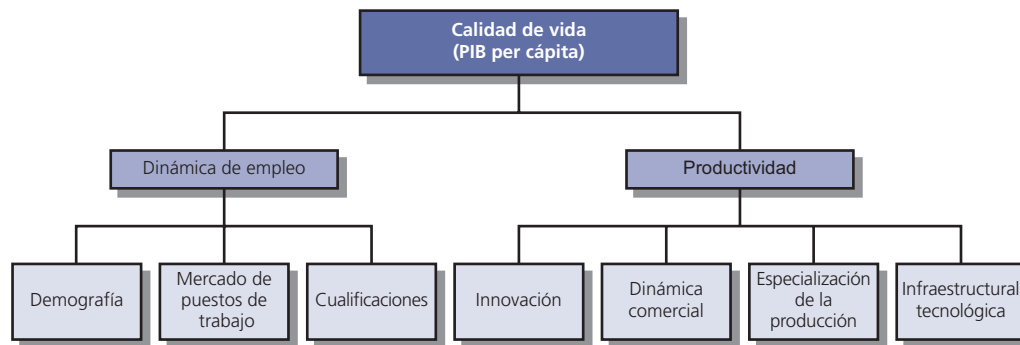 Calidad de vida
(PIB per cápita)
Dinámica de empleo
Productividad
Demografía
Mercado de
puestos de
trabajo
Cualificaciones
Innovación
Dinámica
comercial
Especialización
de la
producción
Infraestructural
tecnológica